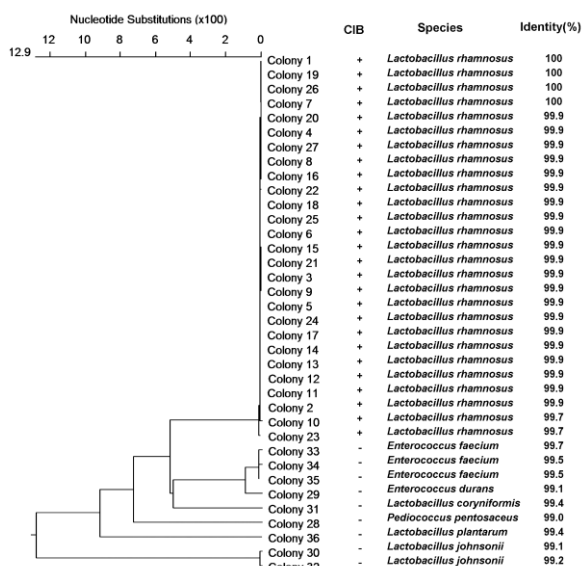 Nucleotide Substitutions (x100) CIB Species Identity(%)
12.9 12 10 8 6 4 2 0
Colony 1 + Lactobacillus rhamnosus 100
Colony 19 + Lactobacillus rhamnosus 100
Colony 26 + Lactobacillus rhamnosus 100
Colony 7 + Lactobacillus rhamnosus 100
Colony 20 + Lactobacillus rhamnosus 99.9
Colony 4 + Lactobacillus rhamnosus 99.9
Colony 27 + Lactobacillus rhamnosus 99.9
Colony 8 + Lactobacillus rhamnosus 99.9
Colony 16 + Lactobacillus rhamnosus 99.9
Colony 22 + Lactobacillus rhamnosus 99.9
Colony 18 + Lactobacillus rhamnosus 99.9
Colony 25 + Lactobacillus rhamnosus 99.9
Colony 6 + Lactobacillus rhamnosus 99.9
Colony 15 + Lactobacillus rhamnosus 99.9
Colony 21 + Lactobacillus rhamnosus 99.9
Colony 3 + Lactobacillus rhamnosus 99.9
Colony 9 + Lactobacillus rhamnosus 99.9
Colony 5 + Lactobacillus rhamnosus 99.9
Colony 24 + Lactobacillus rhamnosus 99.9
Colony 17 + Lactobacillus rhamnosus 99.9
Colony 14 + Lactobacillus rhamnosus 99.9
Colony 13 + Lactobacillus rhamnosus 99.9
Colony 12 + Lactobacillus rhamnosus 99.9
Colony 11 + Lactobacillus rhamnosus 99.9
Colony 2 + Lactobacillus rhamnosus 99.9
Colony 10 + Lactobacillus rhamnosus 99.7
Colony 23 + Lactobacillus rhamnosus 99.7
Colony 33 - Enterococcus faecium 99.7
Colony 34 - Enterococcus faecium 99.5
Colony 35 - Enterococcus faecium 99.5
Colony 29 - Enterococcus durans 99.1
Colony 31 - Lactobacillus coryniformis 99.4
Colony 28 - Pediococcus pentosaceus 99.0
Colony 36 - Lactobacillus plantarum 99.4
Colony 30 - Lactobacillus johnsonii 99.1
- Lactobacillus johnsonii 99.2